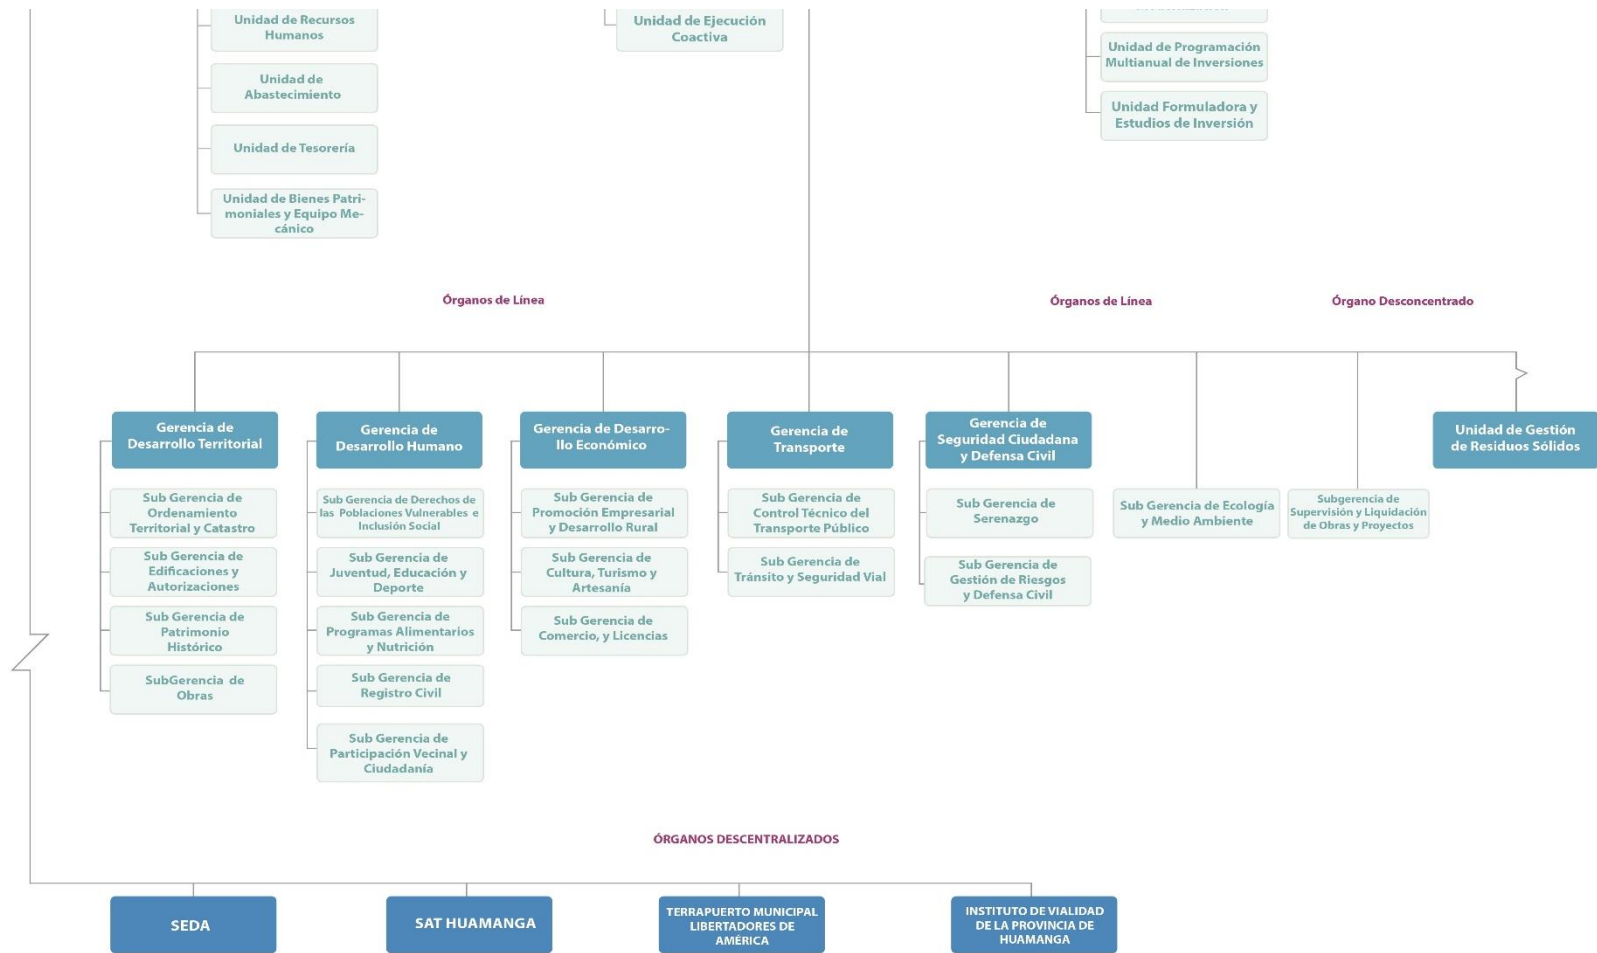 Unidad de Recursos
Humanos
Unidad de
Abastecimiento
Unidad de Tesorería
Unidad de Bienes Patri-
moniales y Equipo Me-
cánico
Unidad de Ejecución
Coactiva
Unidad de Programación
Multianual de Inversiones
Unidad Formuladora y
Estudios de Inversión
Órganos de Línea
Órganos de Línea
Órgano Desconcentrado
Gerencia de
Desarrollo Territorial
Sub Gerencia de
Ordenamiento
Territorial y Catastro
Sub Gerencia de
Edificaciones y
Autorizaciones
Sub Gerencia de
Patrimonio
Histórico
SubGerencia de
Obras
Gerencia de
Desarrollo Humano
Sub Gerencia de Derechos de
las Poblaciones Vulnerables e
Inclusión Social
Sub Gerencia de
Juventud, Educación y
Deporte
Sub Gerencia de
Programas Alimentarios
y Nutrición
Sub Gerencia de
Registro Civil
Sub Gerencia de
Participación Vecinal y
Ciudadanía
Gerencia de Desarro-
llo Económico
Sub Gerencia de
Promoción Empresarial
y Desarrollo Rural
Sub Gerencia de
Cultura, Turismo y
Artesanía
Sub Gerencia de
Comercio, y Licencias
Gerencia de
Transporte
Sub Gerencia de
Control Técnico del
Transporte Público
Sub Gerencia de
Tránsito y Seguridad Vial
Gerencia de
Seguridad Ciudadana
y Defensa Civil
Sub Gerencia de
Serenazgo
Sub Gerencia de
Gestión de Riesgos
y Defensa Civil
Sub Gerencia de Ecología
y Medio Ambiente
Subgerencia de
Supervisión y Liquidación
de Obras y Proyectos
Unidad de Gestión
de Residuos Sólidos
ÓRGANOS DESCENTRALIZADOS
SEDA
SAT HUAMANGA
TERRAPUERTO MUNICIPAL
LIBERTADORES DE
AMÉRICA
INSTITUTO DE VIALIDAD
DE LA PROVINCIA DE
HUAMANGA